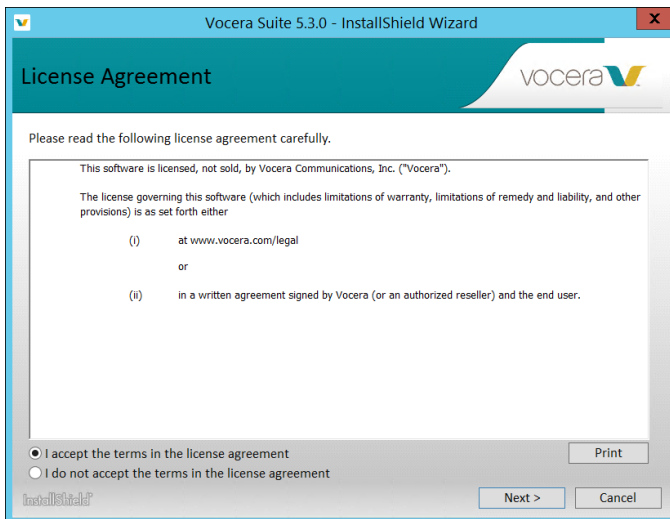 Vocera Suite 5.3.0 - InstallShield Wizard
X
License Agreement
vocera
Please read the following license agreement carefully.
This software is licensed, not sold, by Vocera Communications, Inc. ("Vocera").
The license governing this software (which includes limitations of warranty, limitations of remedy and liability, and other
provisions) is as set forth either
(i) at www.vocera.com/legal
or
(ii) in a written agreement signed by Vocera (or an authorized reseller) and the end user.
I accept the terms in the license agreement
Print
I do not accept the terms in the license agreement
InstallShield
Next >
Cancel